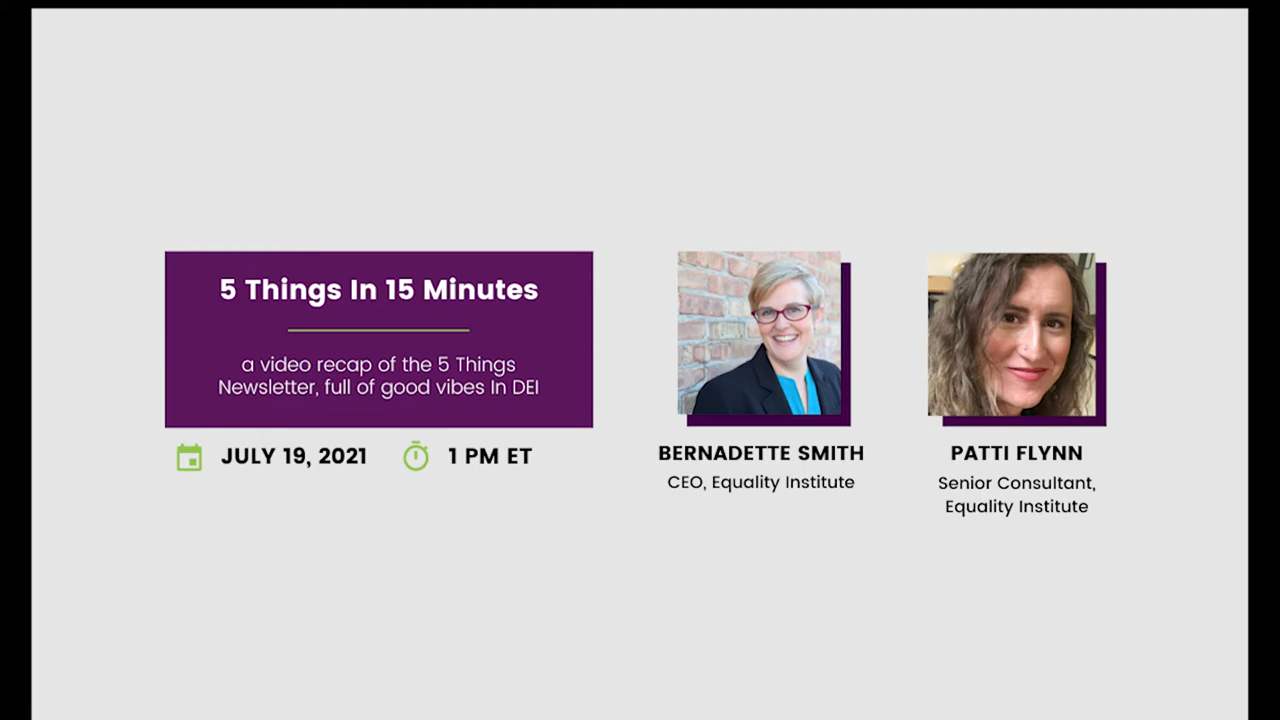 5 Things In 15 Minutes
a video recap of the 5 Things
Newsletter, full of good vibes In DEI
JULY 19, 2021
1 PM ET
BERNADETTE SMITH
CEO, Equality Institute
PATTI FLYNN
Senior Consultant,
Equality Institute